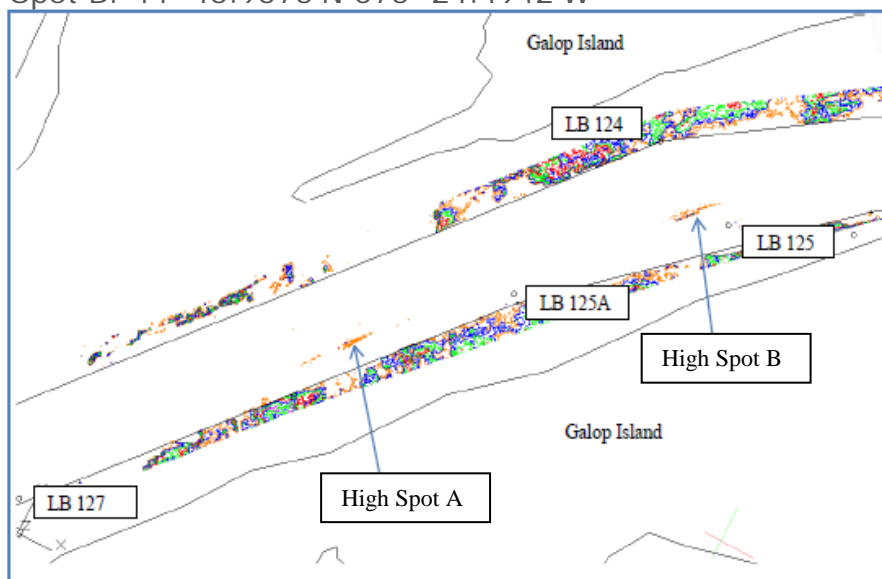 Galop Island
LB 124
LB 125
LB 125A
High Spot B
Galop Island
High Spot A
LB 127